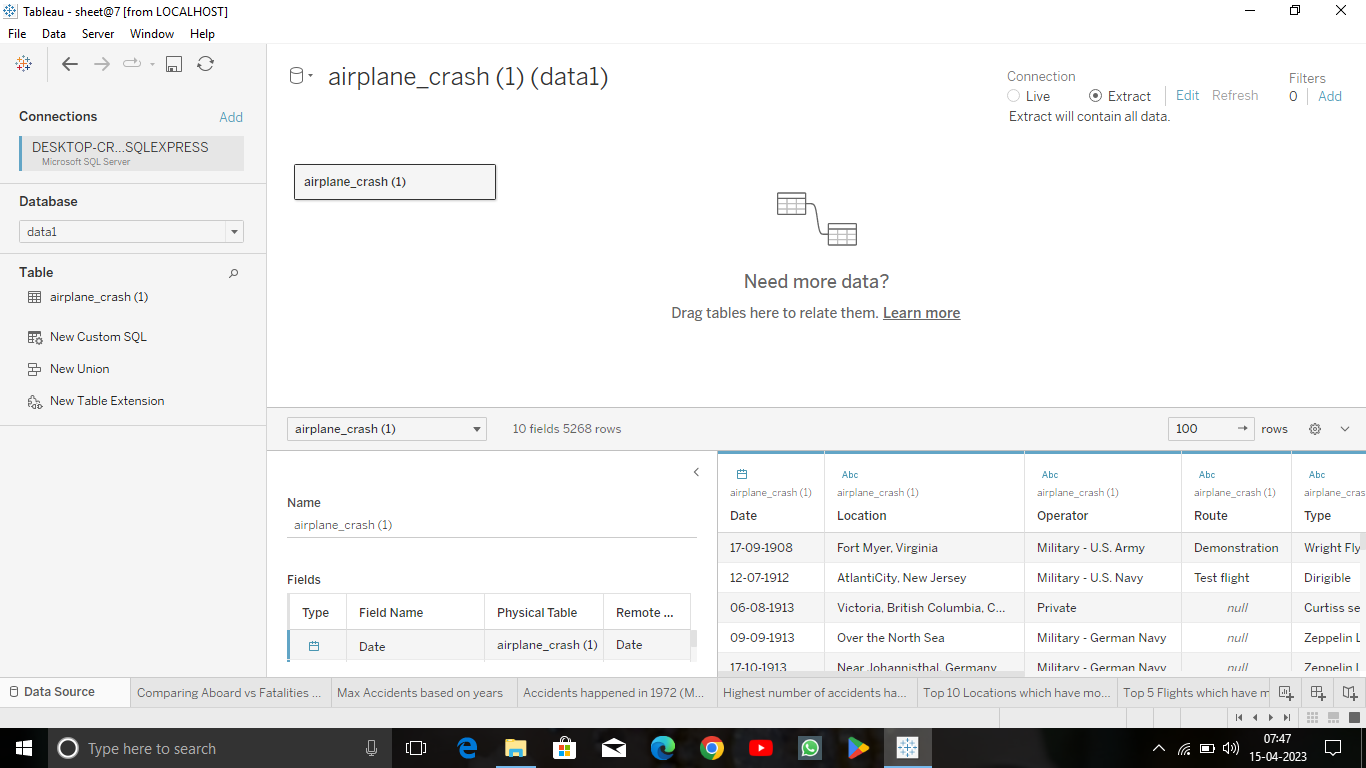 Tableau - sheet@7 [from LOCALHOST]
File Data Server Window Help
Connections Add
DESKTOP-CR...SQLEXPRESS
Microsoft SQL Server
Database
data1
Table
airplane_crash (1)
New Custom SQL
New Union
New Table Extension
airplane_crash (1) (data1)
Connection
Live Extract Edit Refresh
Extract will contain all data.
Filters
0 Add
airplane_crash (1)
Need more data?
Drag tables here to relate them. Learn more
airplane_crash (1) 10 fields 5268 rows 100 rows
Name
airplane_crash (1)
Fields
Type Field Name Physical Table Remote ...
Date airplane_crash (1) Date
Abc Abc Abc Abc
airplane_crash (1) airplane_crash (1) airplane_crash (1) airplane_crash (1) airplane_cras
Date Location Operator Route Type
17-09-1908 Fort Myer, Virginia Military - U.S. Army Demonstration Wright Fly
12-07-1912 AtlantiCity, New Jersey Military - U.S. Navy Test flight Dirigible
06-08-1913 Victoria, British Columbia, C... Private null Curtiss se
09-09-1913 Over the North Sea Military - German Navy null Zeppelin L
17-10-1913 Near Johannisthal, Germany Military - German Navy null Zeppelin L
Data Source Comparing Aboard vs Fatalities ... Max Accidents based on years Accidents happened in 1972 (M... Highest number of accidents ha... Top 10 Locations which have mo... Top 5 Flights which have m
Type here to search
07:47
15-04-2023